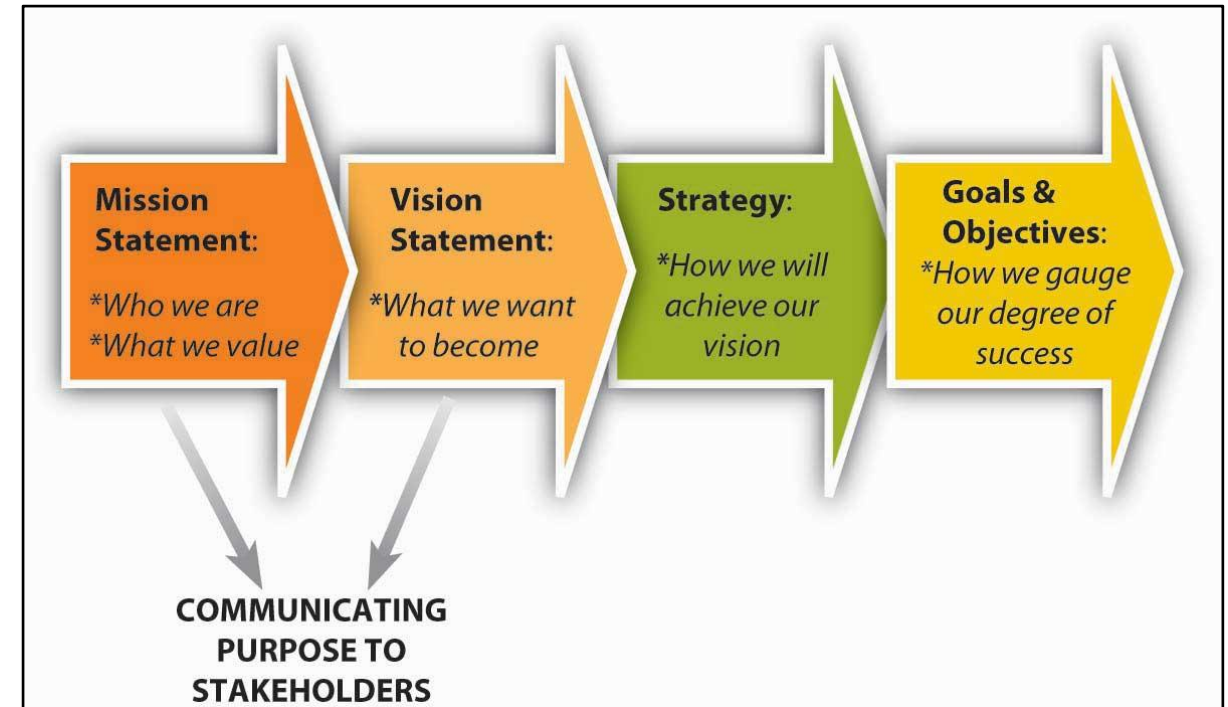 Mission
Statement:
*Who we are
*What we value
Vision
Statement:
*What we want
to become
Strategy:
*How we will
achieve our
vision
Goals &
Objectives:
*How we gauge
our degree of
success
COMMUNICATING
PURPOSE TO
STAKEHOLDERS